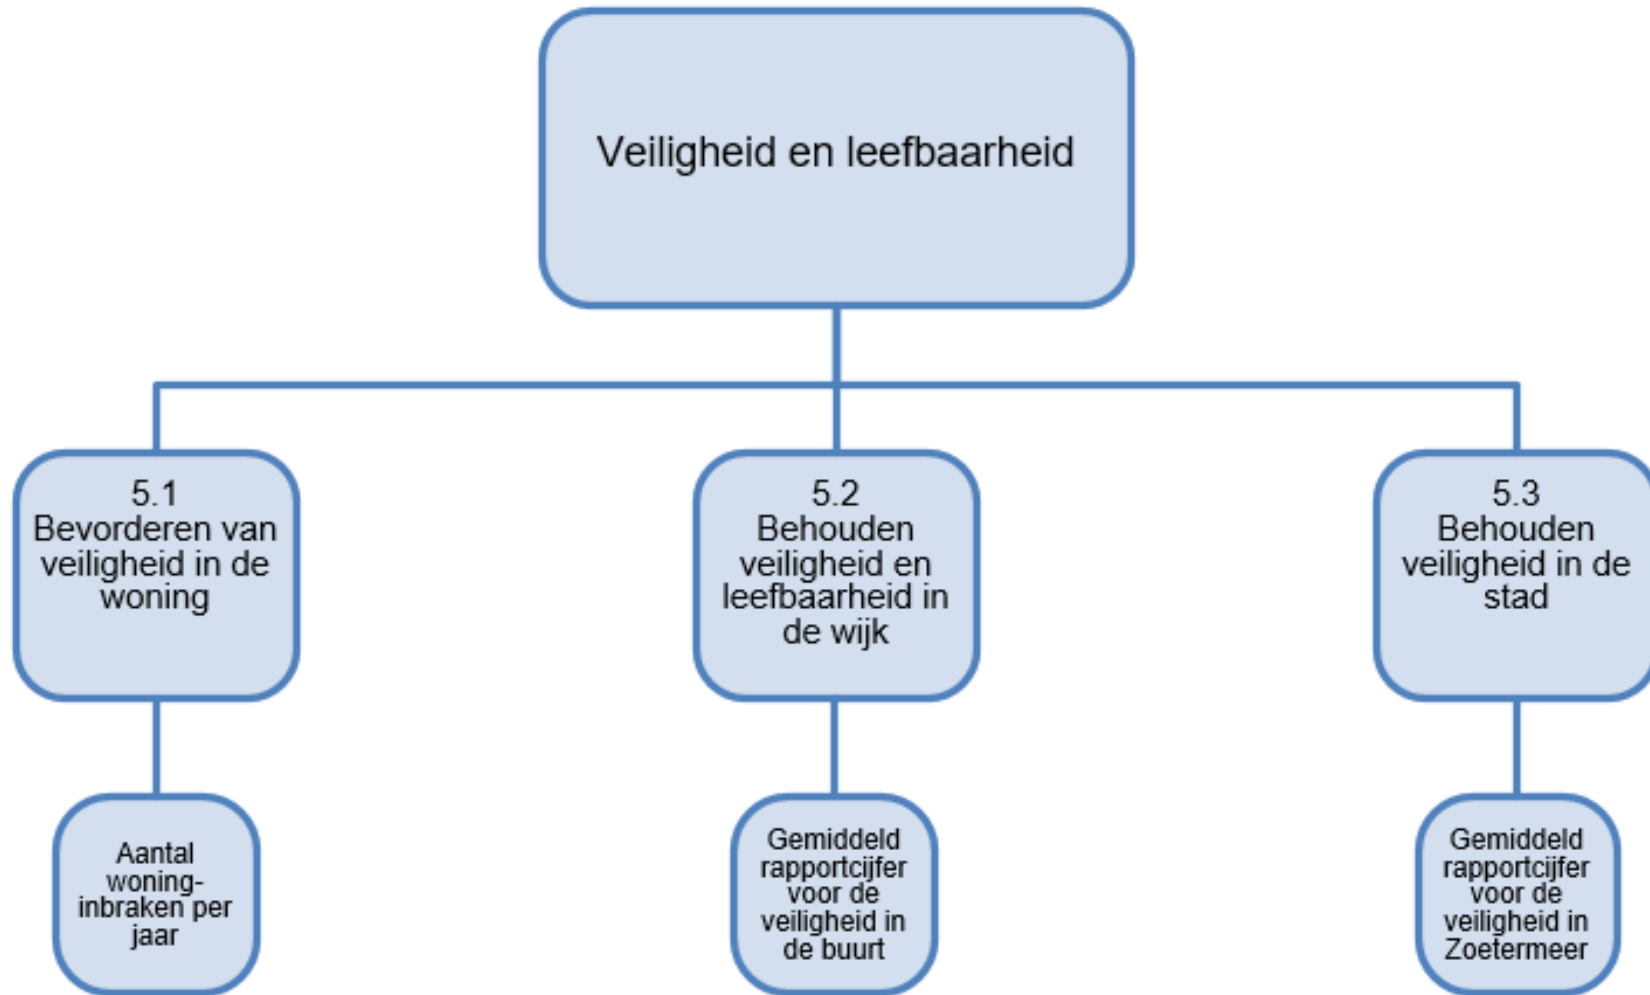 Veiligheid en leefbaarheid
5.1
Bevorderen van
veiligheid in de
woning
5.2
Behouden
veiligheid en
leefbaarheid in
de wijk
5.3
Behouden
veiligheid in de
stad
Aantal
woning-
inbraken per
jaar
Gemiddeld
rapportcijfer
voor de
veiligheid in
de buurt
Gemiddeld
rapportcijfer
voor de
veiligheid in
Zoetermeer